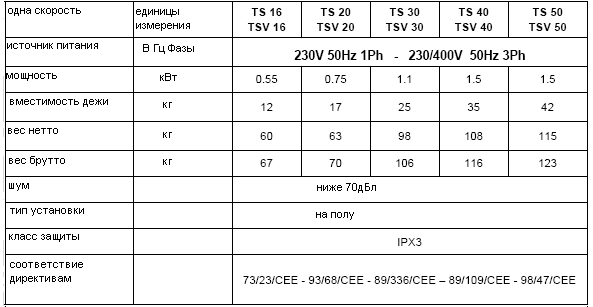 одна скорость единицы измерения TS 16 TSV 16 TS 20 TSV 20 TS 30 TSV 30 TS 40 TSV 40 TS 50 TSV 50
источник питания В Гц Фазы 230V 50Hz 1Ph - 230/400V 50Hz 3Ph
мощность кВт 0.55 0.75 1.1 1.5 1.5
вместимость дежи кг 12 17 25 35 42
вес нетто кг 60 63 98 108 115
вес брутто кг 67 70 106 116 123
шум ниже 70дБл
тип установки на полу
класс защиты IPX3
соответствие директивам 73/23/CEE - 93/68/CEE - 89/336/CEE – 89/109/CEE - 98/47/CEE